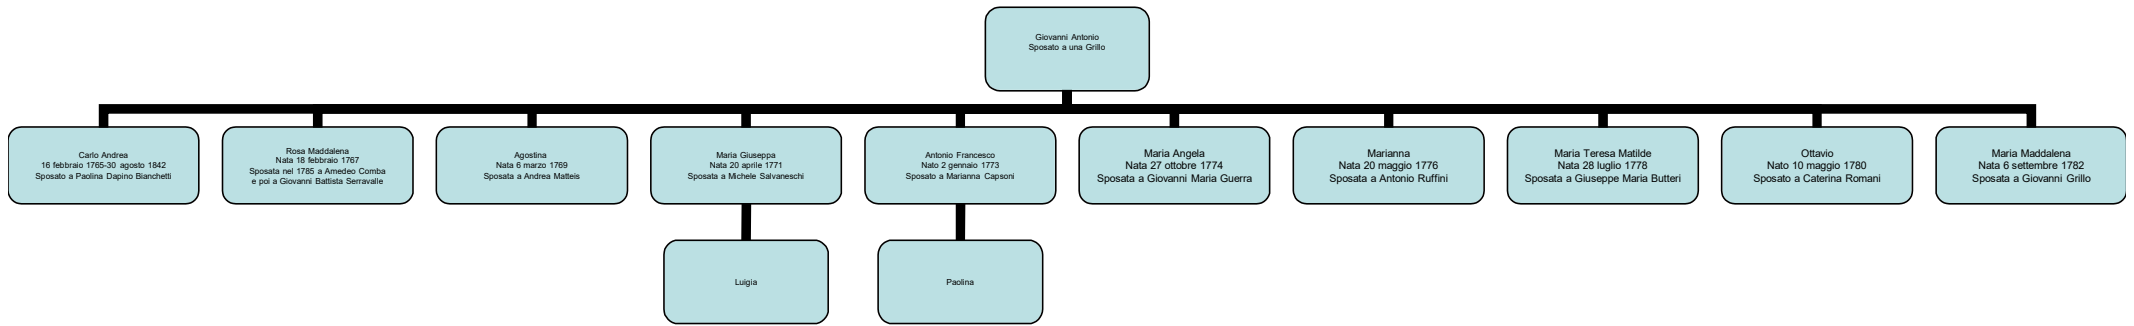 Giovanni Antonio
Sposato a una Grillo
Carlo Andrea
16 febbraio 1765-30 agosto 1842
Sposato a Paolina Dapino Bianchetti
Rosa Maddalena
Nata 18 febbraio 1767
Sposata nel 1785 a Amedeo Comba
e poi a Giovanni Battista Serravalle
Agostina
Nata 6 marzo 1769
Sposata a Andrea Matteis
Maria Giuseppa
Nata 20 aprile 1771
Sposata a Michele Salvaneschi
Antonio Francesco
Nato 2 gennaio 1773
Sposato a Marianna Capsoni
Maria Angela
Nata 27 ottobre 1774
Sposata a Giovanni Maria Guerra
Marianna
Nata 20 maggio 1776
Sposata a Antonio Ruffini
Maria Teresa Matilde
Nata 28 luglio 1778
Sposata a Giuseppe Maria Butteri
Ottavio
Nato 10 maggio 1780
Sposato a Caterina Romani
Maria Maddalena
Nata 6 settembre 1782
Sposata a Giovanni Grillo
Luigia
Paolina